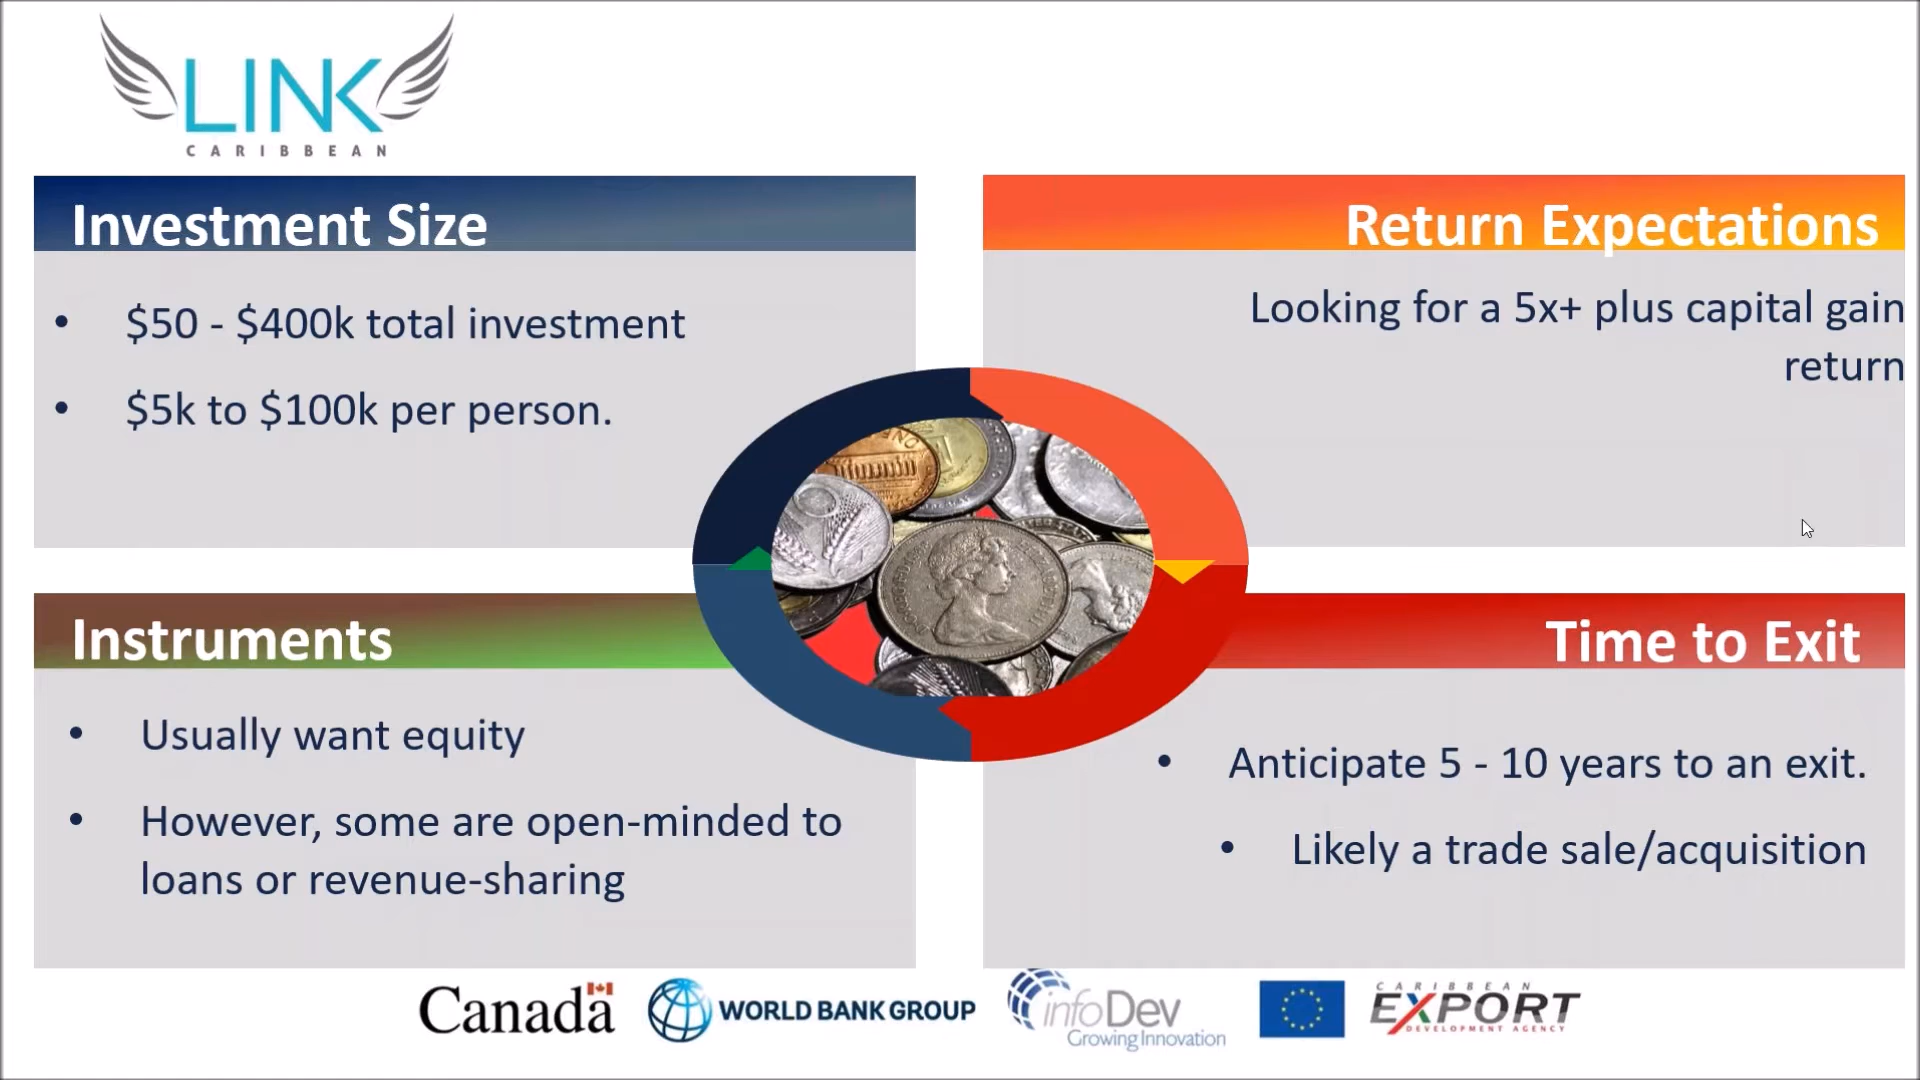 LINK
CARIBBEAN
Investment Size
• $50 - $400k total investment
• $5k to $100k per person.
Return Expectations
Looking for a 5x+ plus capital gain
return
Instruments
• Usually want equity
• However, some are open-minded to
loans or revenue-sharing
Time to Exit
• Anticipate 5 - 10 years to an exit.
• Likely a trade sale/acquisition
Canada
WORLD BANK GROUP
infoDev
Growing Innovation
CARIBBEAN
EXPORT
DEVELOPMENT AGENCY